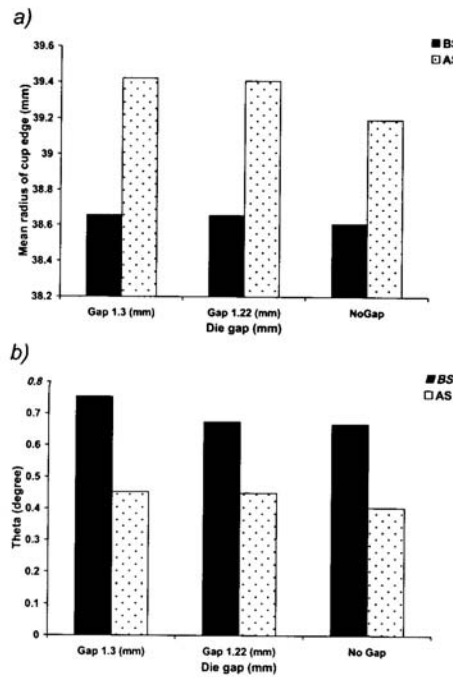 a)
39.6
39.4
39.2
39
38.8
38.6
38.4
38.2
Mean radius of cup edge (mm)
BS
AS
Gap 1.3 (mm)
Gap 1.22 (mm)
NoGap
Die gap (mm)
b)
0.8
0.7
0.6
0.5
0.4
0.3
0.2
0.1
0
Theta (degree)
BS
AS
Gap 1.3 (mm)
Gap 1.22 (mm)
No Gap
Die gap (mm)